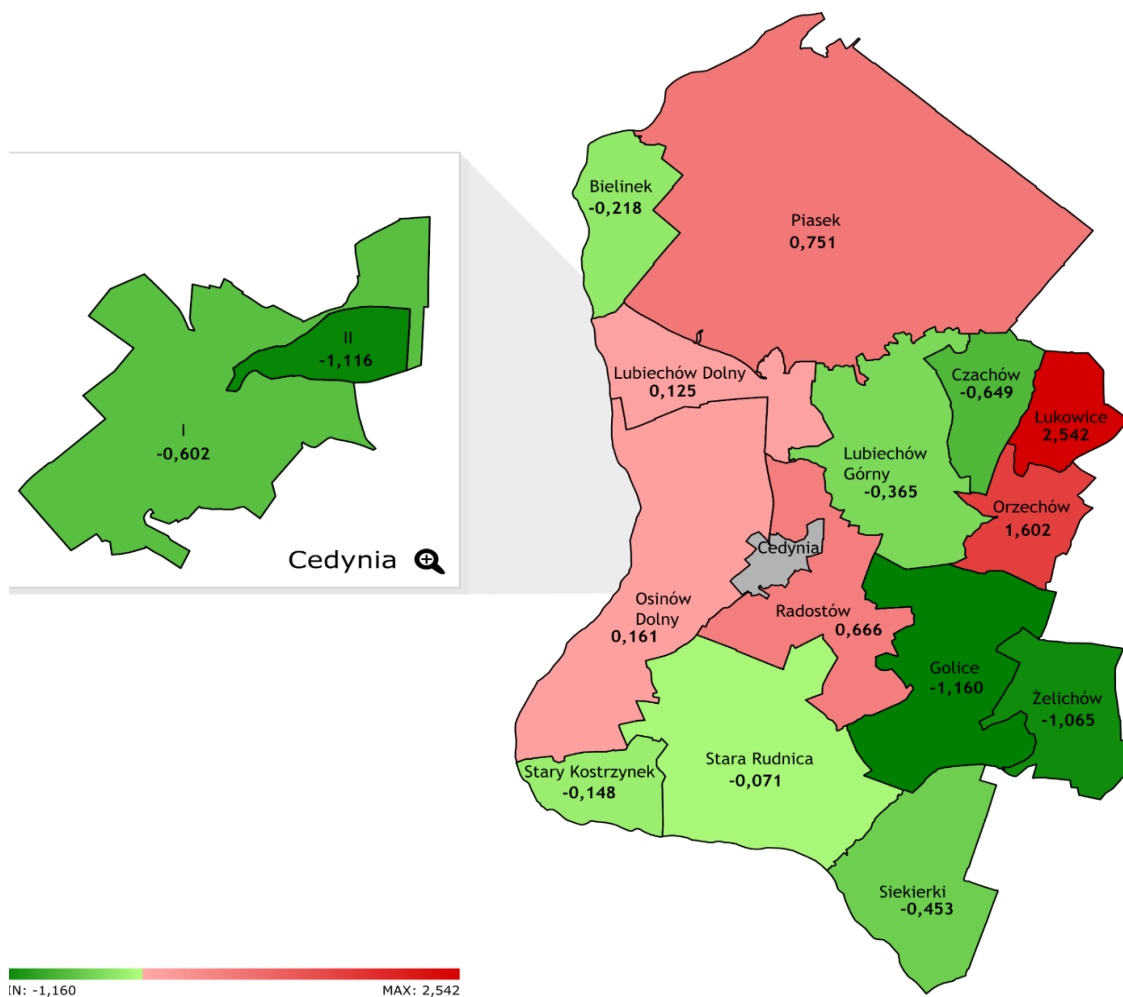 Bielinek
-0,218
Piasek
0,751
II
-1,116
Lubiechów Dolny
0,125
Czachów
-0,649
Łukowice
2,542
I
-0,602
Lubiechów
Górny
-0,365
Orzechów
1,602
Cedynia
Cedynia
Osinów
Dolny
0,161
Radostów
0,666
Golice
-1,160
Żelichów
-1,065
Stary Kostrzynek
-0,148
Stara Rudnica
-0,071
Siekierki
-0,453
IN: -1,160
MAX: 2,542